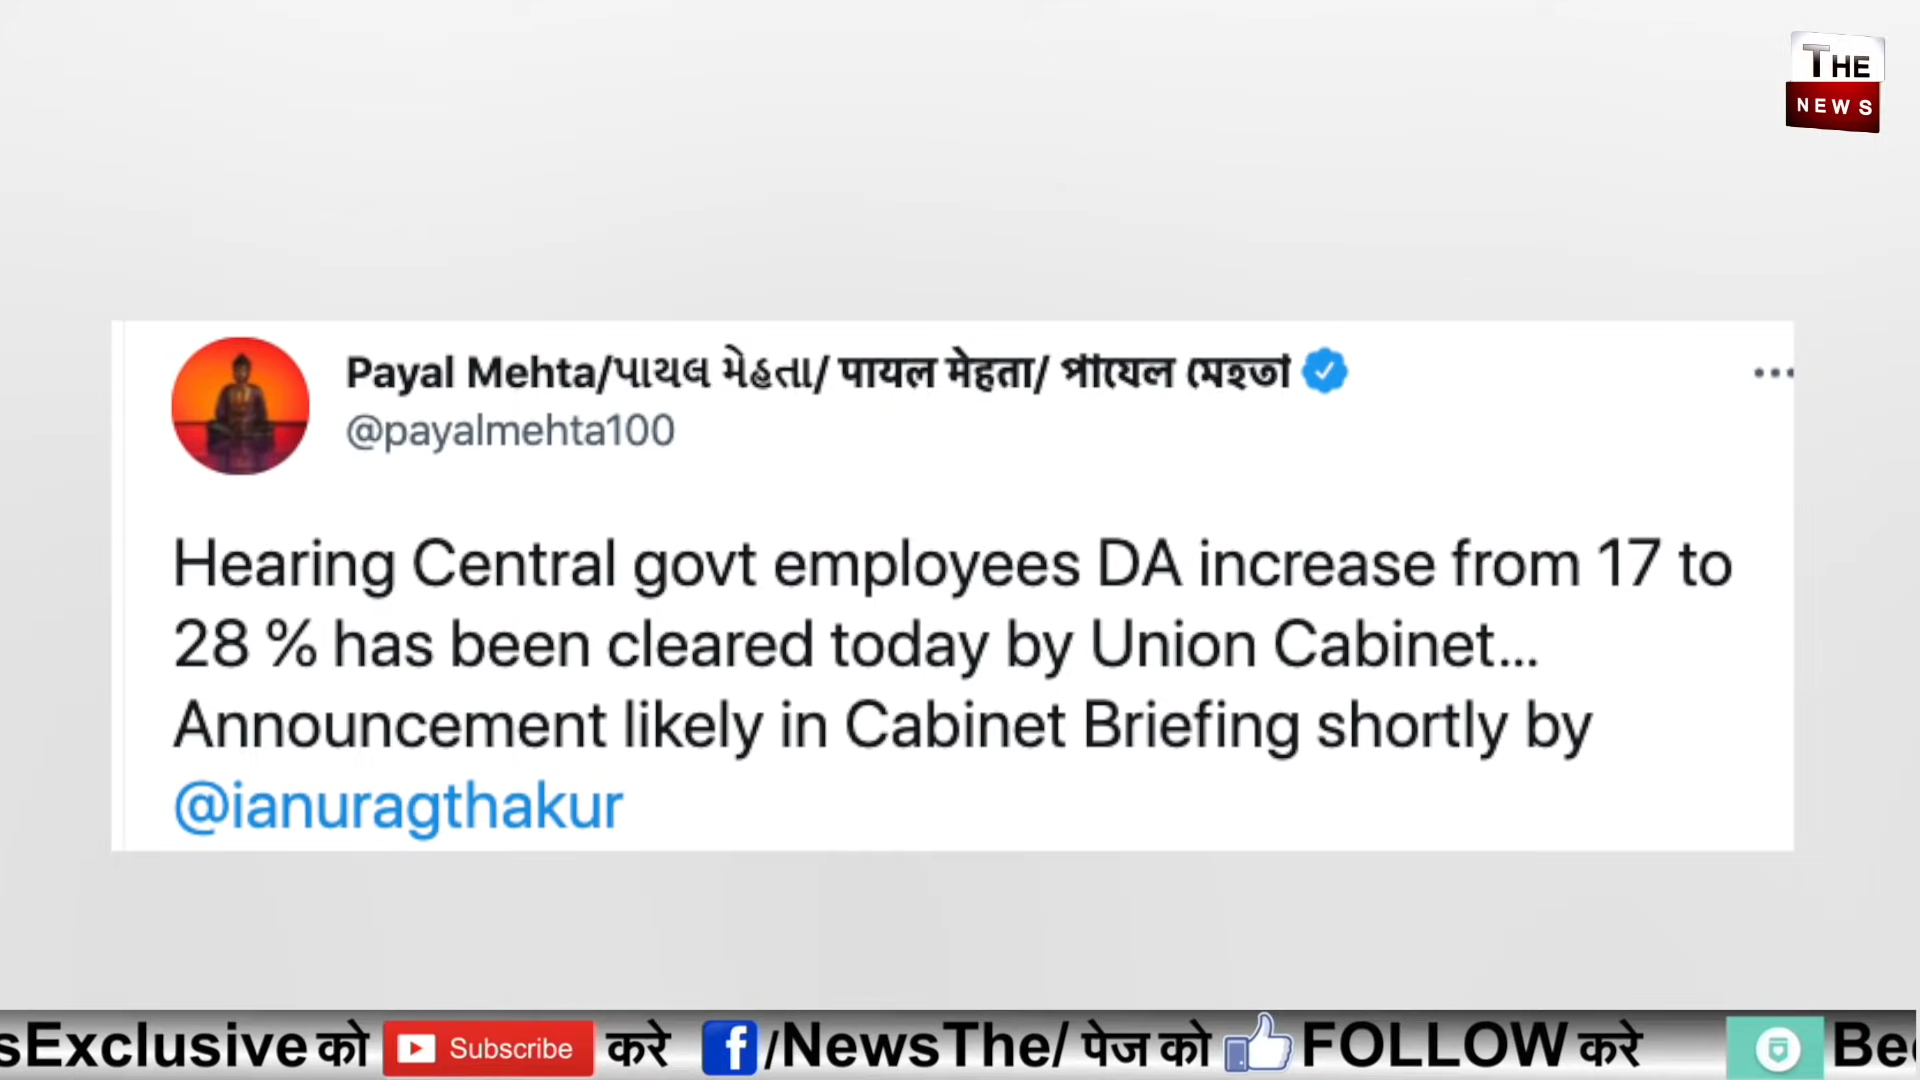 THE
NEWS
Payal Mehta/પાયલ મેહતા/ पायल मेहता/ পায়েল মেহতা
@payalmehta100
Hearing Central govt employees DA increase from 17 to
28 % has been cleared today by Union Cabinet...
Announcement likely in Cabinet Briefing shortly by
@ianuragthakur
sExclusive को Subscribe करे f /NewsThe/ पेज को FOLLOW करे